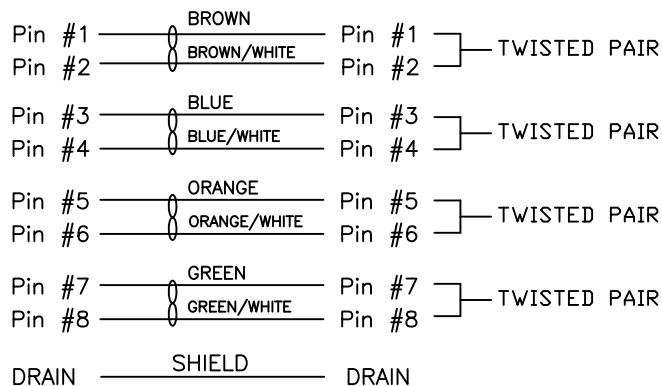 BROWN
Pin #1 Pin #1
BROWN/WHITE TWISTED PAIR
Pin #2 Pin #2
BLUE
Pin #3 Pin #3
BLUE/WHITE TWISTED PAIR
Pin #4 Pin #4
ORANGE
Pin #5 Pin #5
ORANGE/WHITE TWISTED PAIR
Pin #6 Pin #6
GREEN
Pin #7 Pin #7
GREEN/WHITE TWISTED PAIR
Pin #8 Pin #8
SHIELD
DRAIN DRAIN